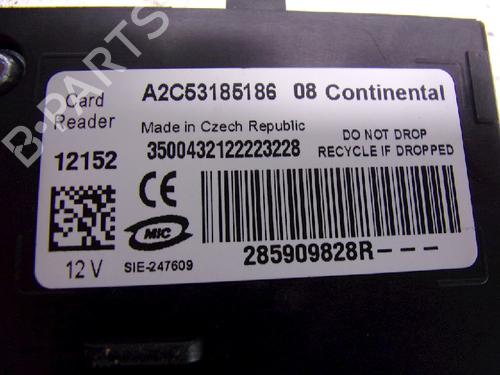 Card
Reader
A2C53185186 08 Continental
Made in Czech Republic
12152
3500432122223228
DO NOT DROP
RECYCLE IF DROPPED
CE
MIC
12 V
SIE-247609
285909828R---
B-PARTS